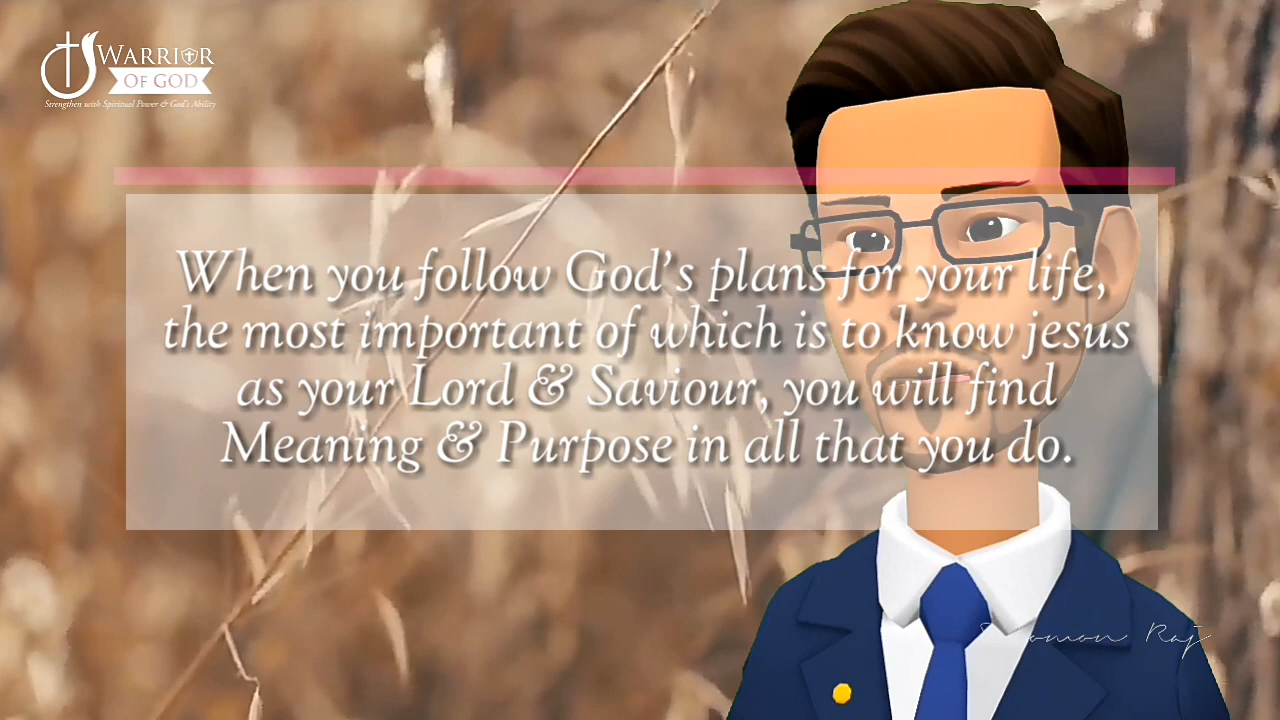 WARRIOR
OF GOD
Strengthen with Spiritual Power & God's Ability
When you follow God's plans for your life,
the most important of which is to know jesus
as your Lord & Saviour, you will find
Meaning & Purpose in all that you do.
Raj